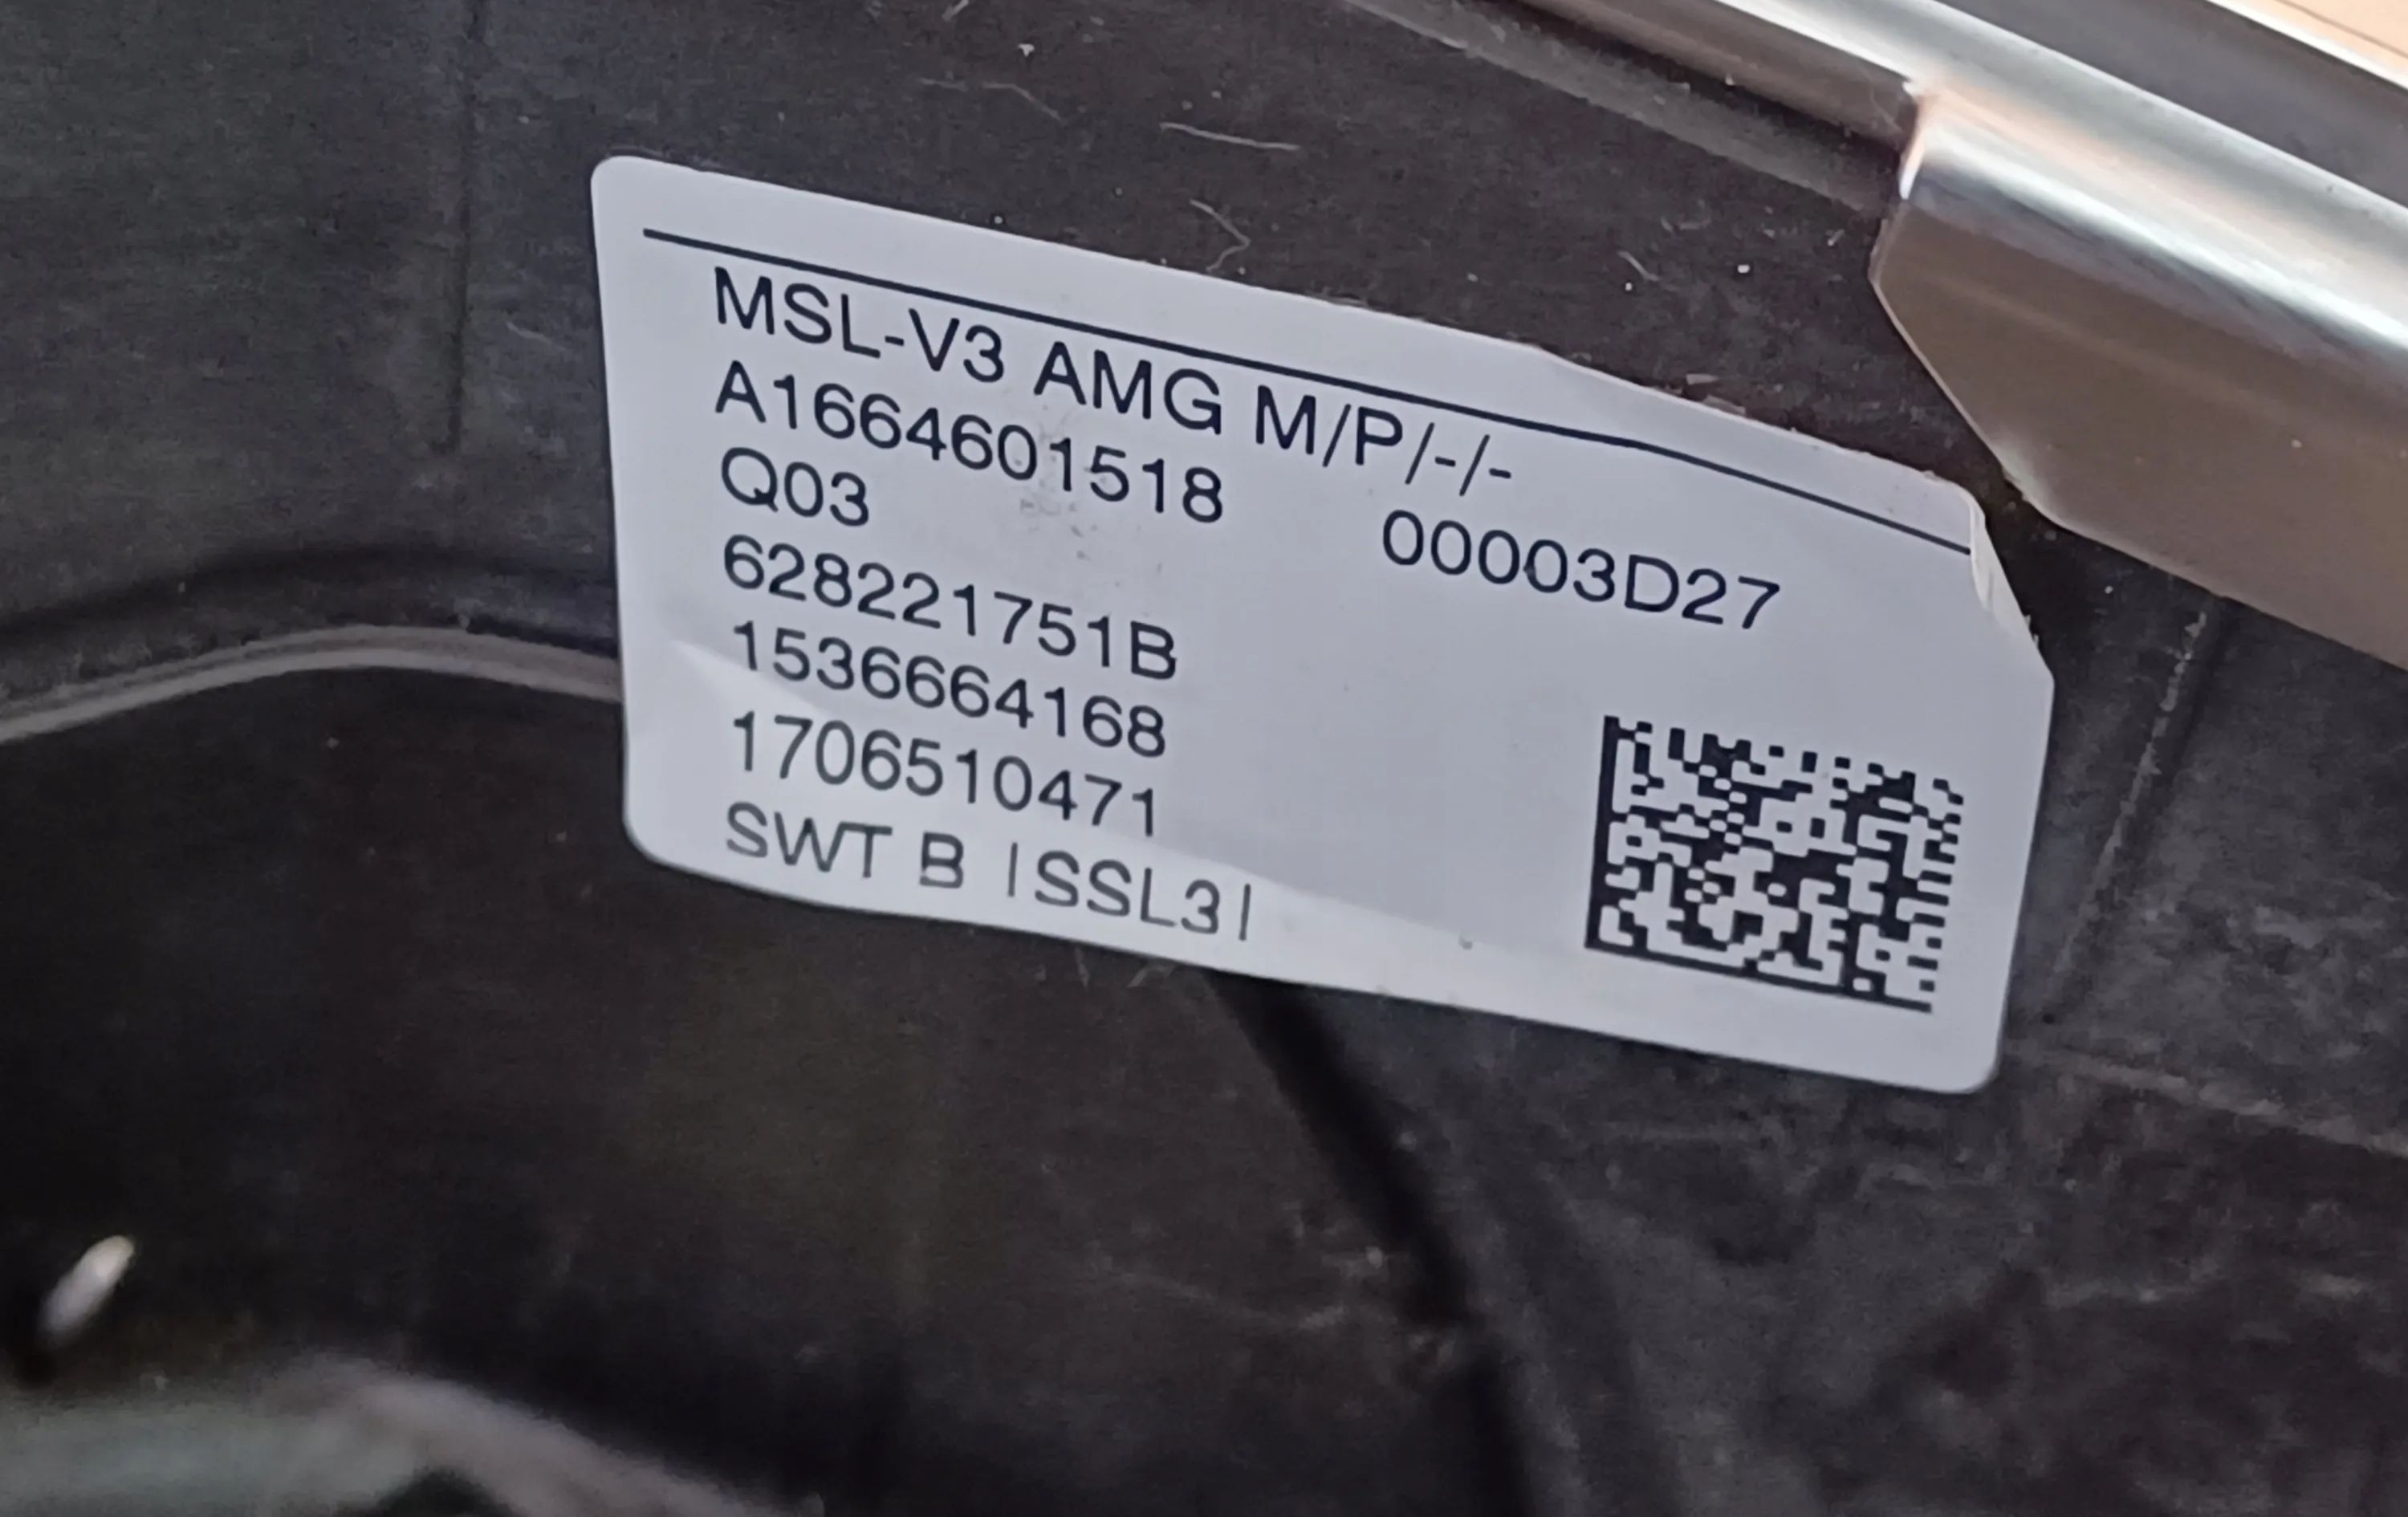 MSL-V3 AMG M/P/-/-
A1664601518
Q03 00003D27
628221751B
1536664168
1706510471
SWT B |SSL3|